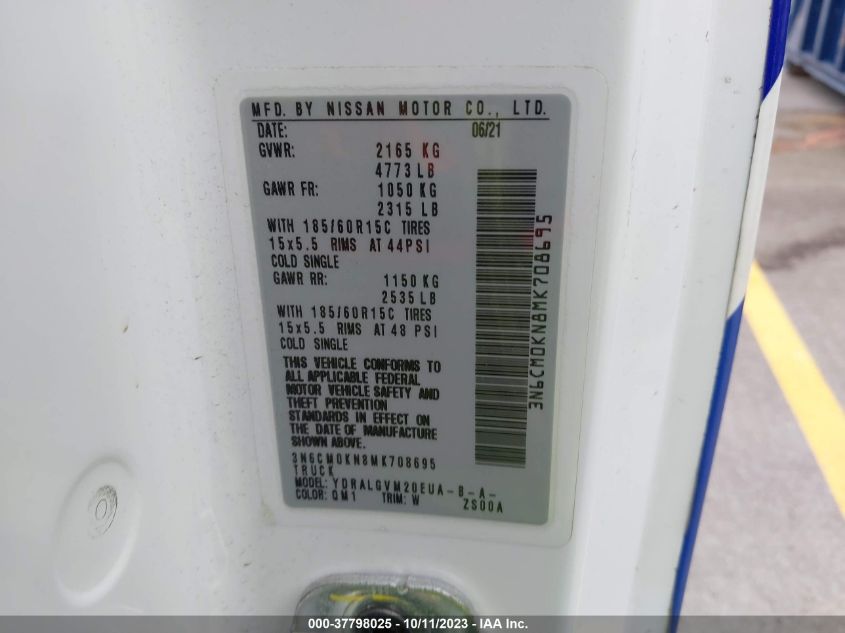 MFD. BY NISSAN MOTOR CO., LTD.
DATE: 06/21
GVWR: 2165 KG
4773 LB
GAWR FR: 1050 KG
2315 LB
WITH 185/60R15C TIRES
15x5.5 RIMS AT 44PSI
COLD SINGLE
GAWR RR: 1150 KG
2535 LB
WITH 185/60R15C TIRES
15x5.5 RIMS AT 48 PSI
COLD SINGLE
THIS VEHICLE CONFORMS TO
ALL APPLICABLE FEDERAL
MOTOR VEHICLE SAFETY AND
THEFT PREVENTION
STANDARDS IN EFFECT ON
THE DATE OF MANUFACTURE
SHOWN ABOVE.
3N6CM0KN8MK708695
TRUCK
MODEL: YDRALGVM20EUA-B-A-
ZS00A
COLOR: QM1 TRIM: W
3N6CM0KN8MK708695
000-37798025 - 10/11/2023 - IAA Inc.